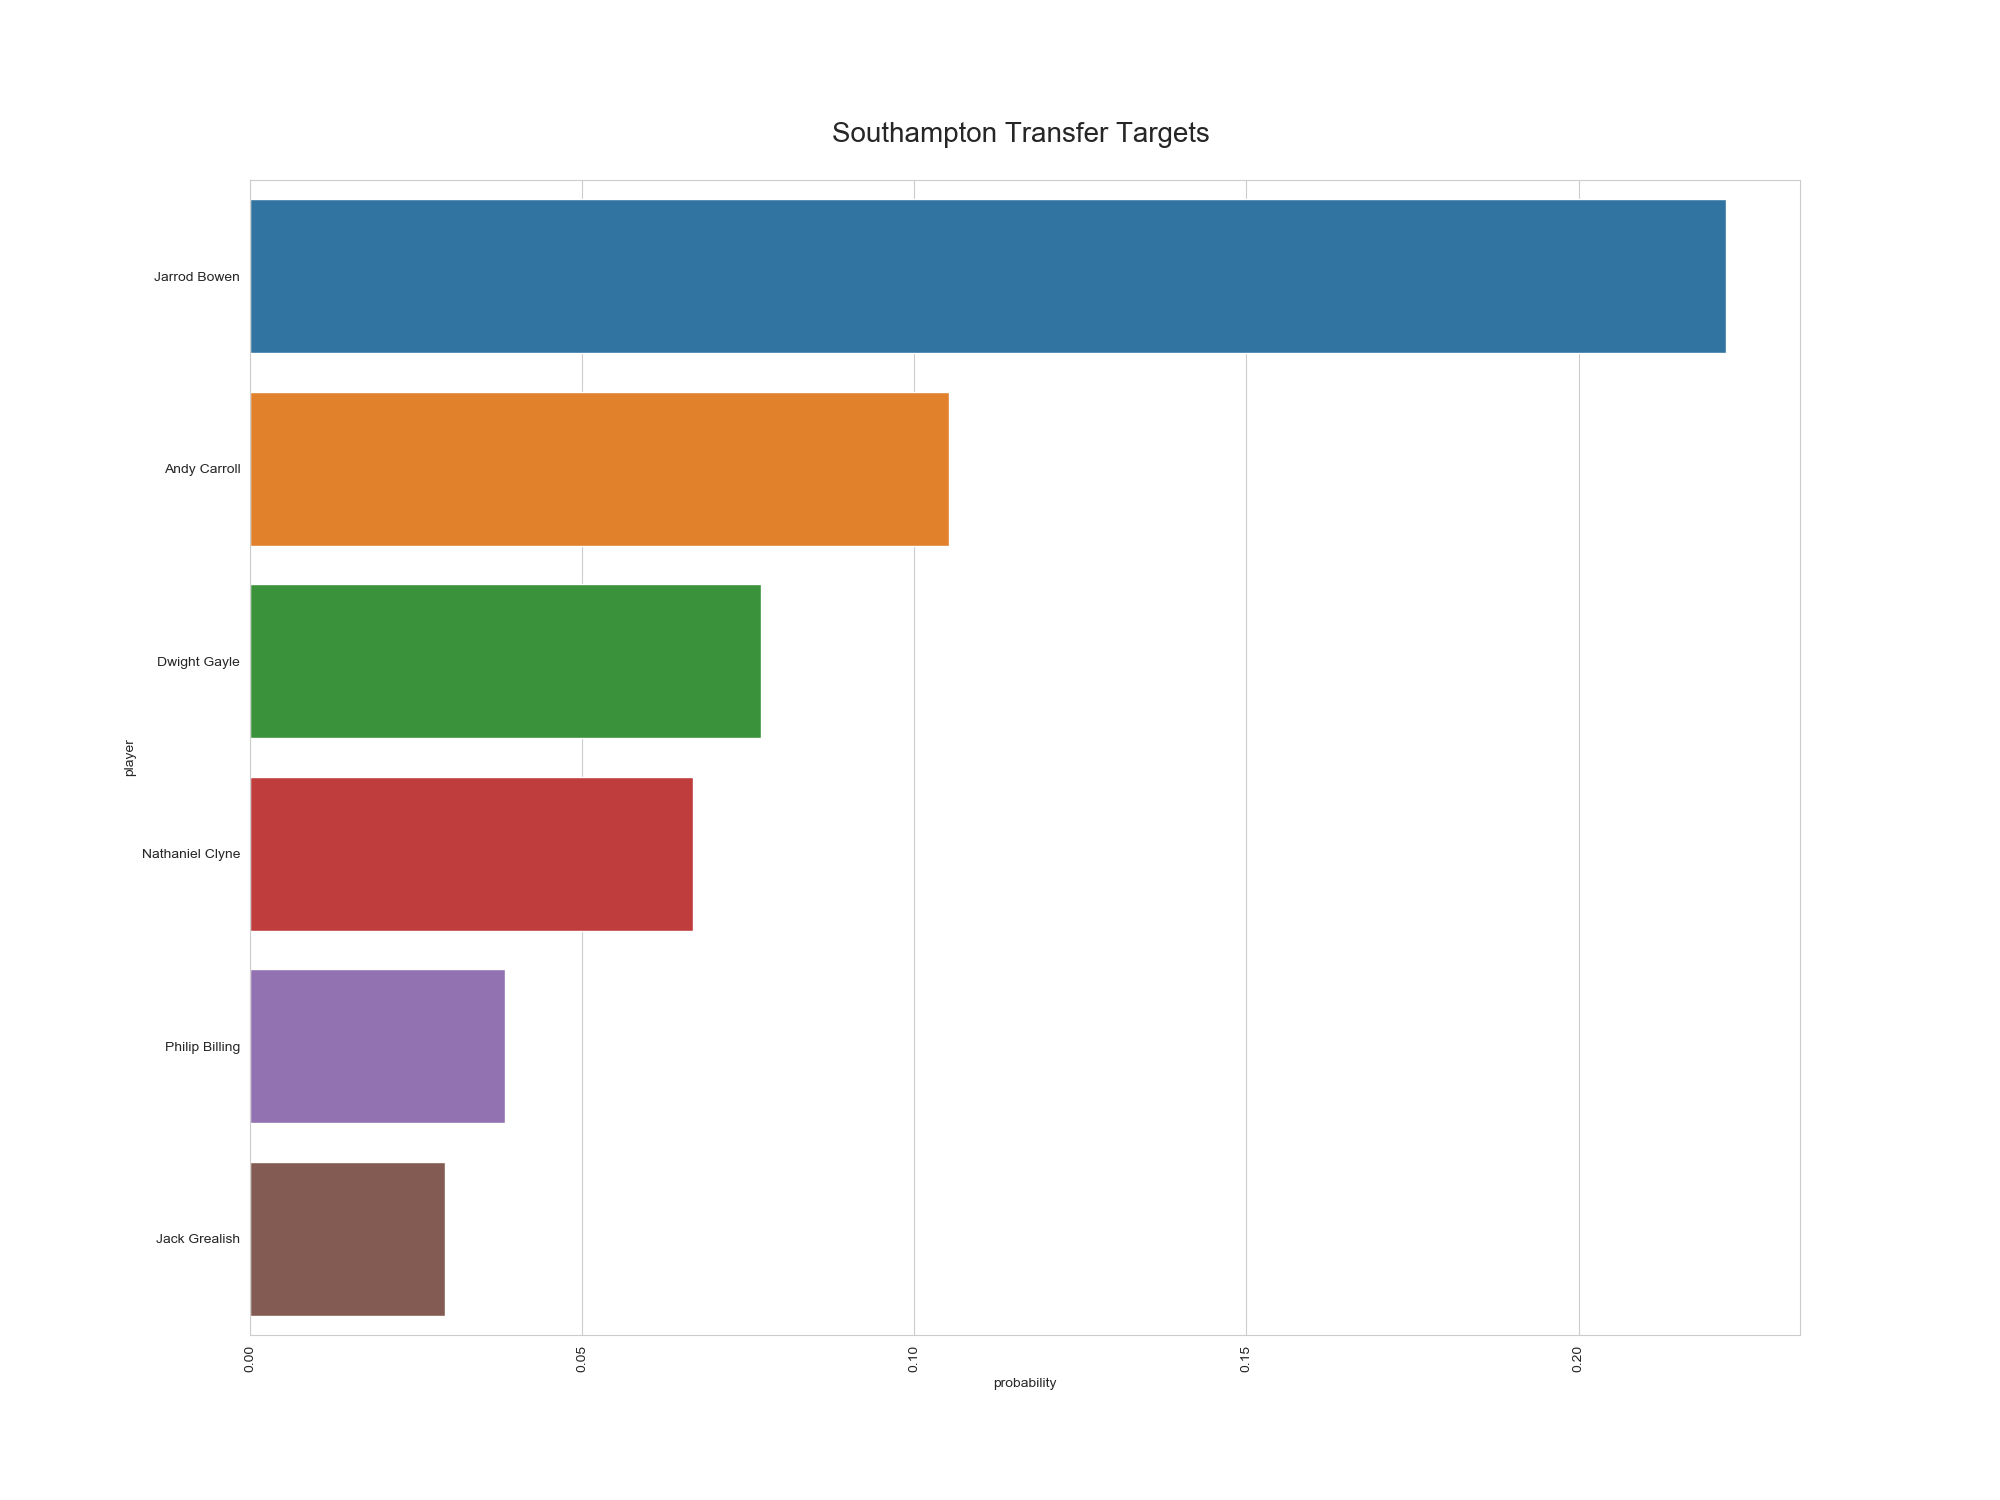 Southampton Transfer Targets
Jarrod Bowen
Andy Carroll
Dwight Gayle
Nathaniel Clyne
Philip Billing
Jack Grealish
player
0.00
0.05
0.10
0.15
0.20
probability